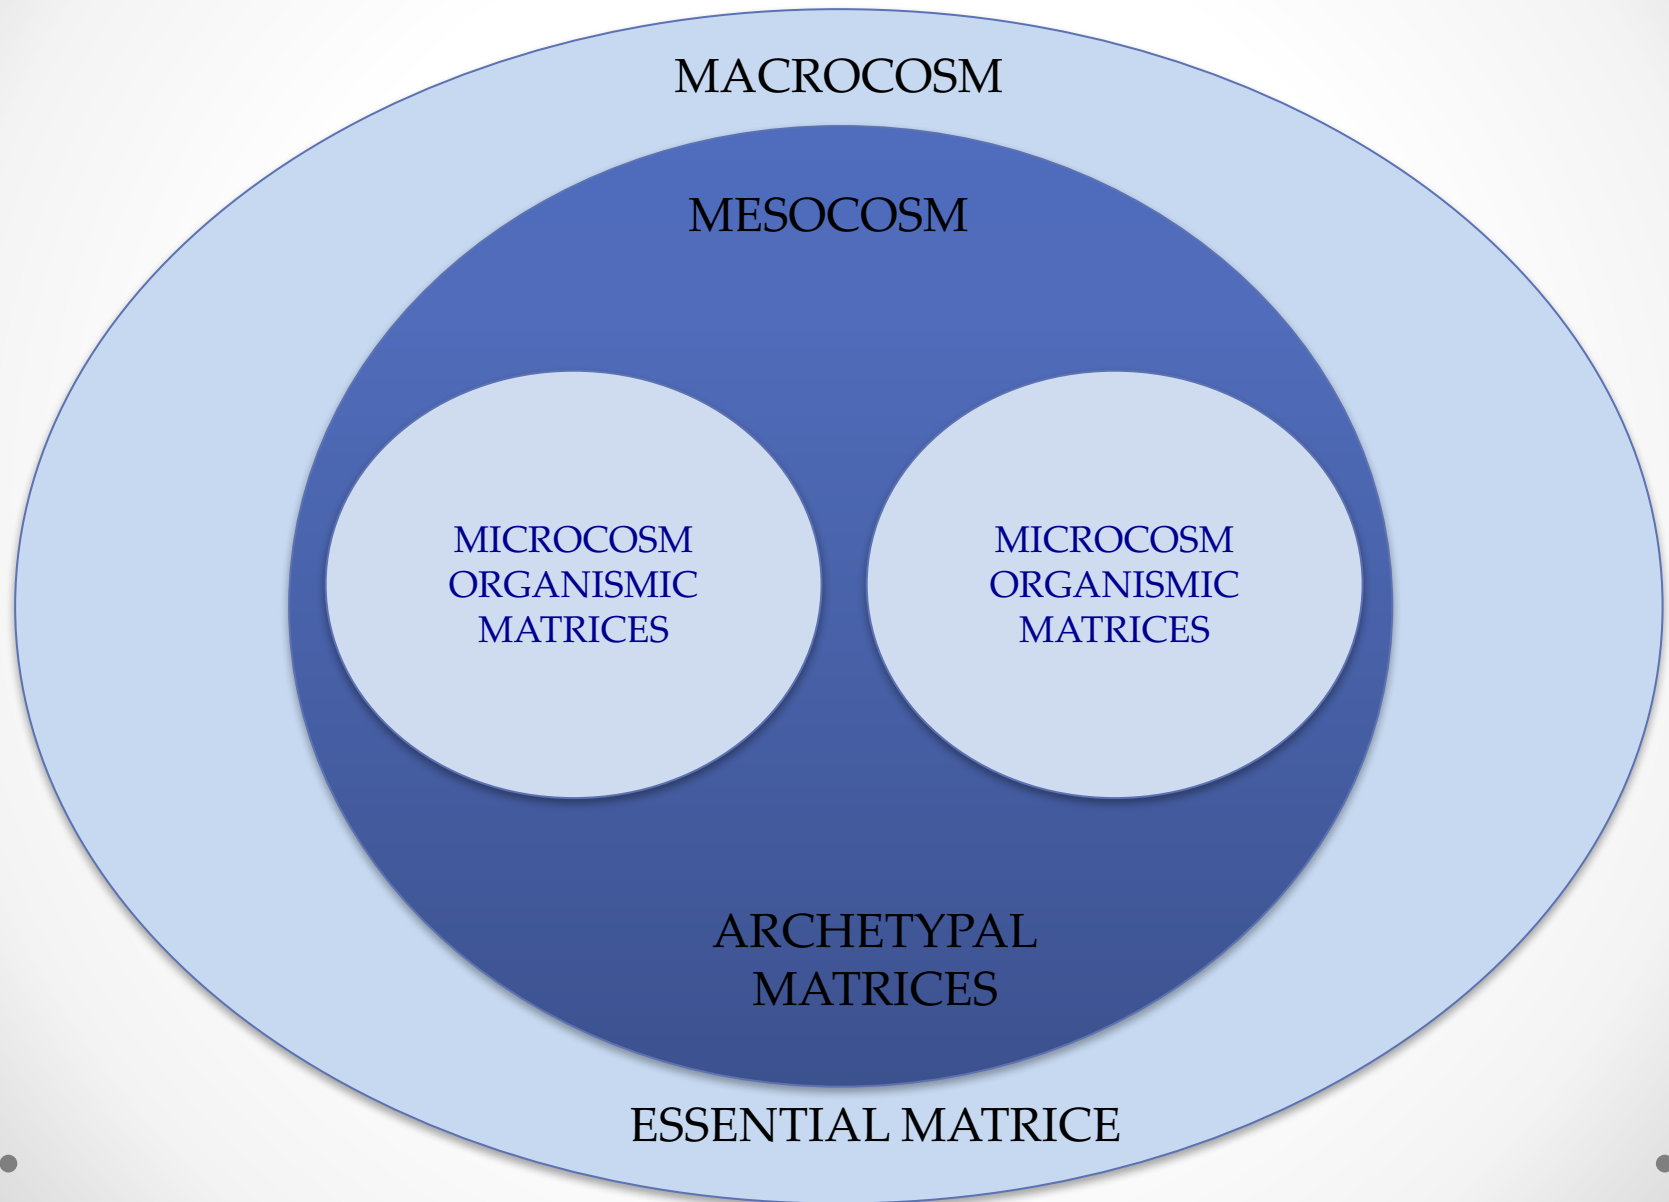 MACROCOSM
MESOCOSM
MICROCOSM
ORGANISMIC
MATRICES
MICROCOSM
ORGANISMIC
MATRICES
ARCHETYPAL
MATRICES
ESSENTIAL MATRICE